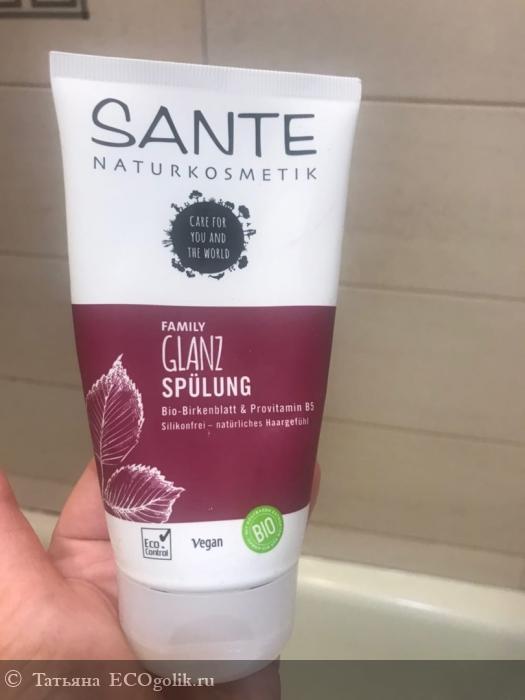 SANTE
NATURKOSMETIK
CARE FOR
YOU AND
THE WORLD
FAMILY
GLANZ
SPÜLUNG
Bio-Birkenblatt & Provitamin B5
Silikonfrei – natürliches Haargefühl
Eco
Control
Vegan
BIO
© Татьяна ECOgolik.ru